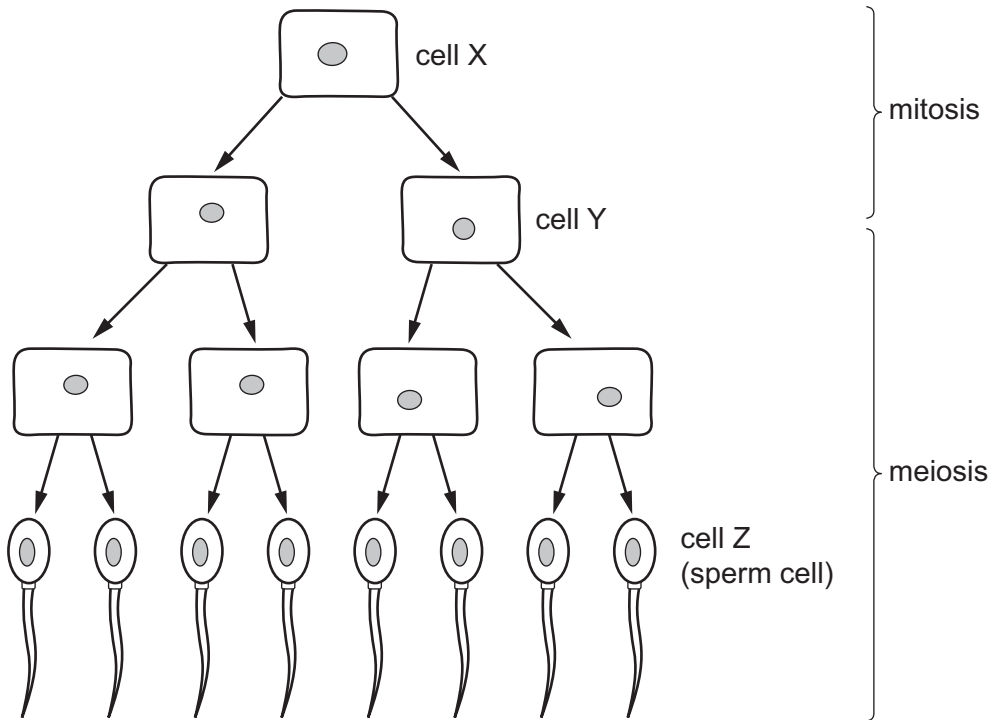 cell X
mitosis
cell Y
meiosis
cell Z
(sperm cell)